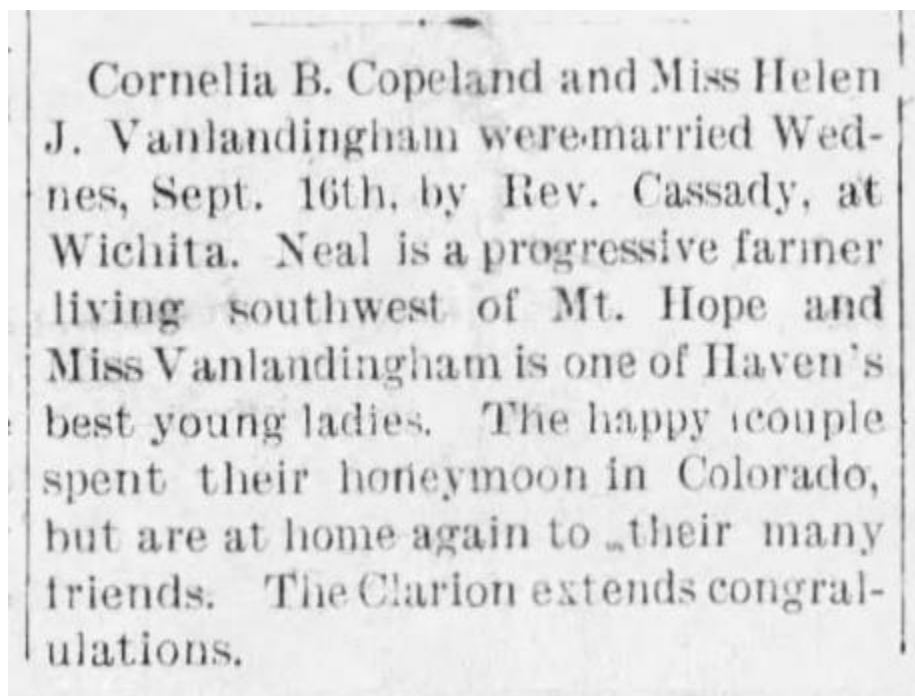 Cornelia B. Copeland and Miss Helen
J. Vanlandingham were married Wed-
nes, Sept. 16th, by Rev. Cassady, at
Wichita. Neal is a progressive farmer
living southwest of Mt. Hope and
Miss Vanlandingham is one of Haven's
best young ladies. The happy couple
spent their honeymoon in Colorado,
but are at home again to their many
friends. The Clarion extends congral-
ulations.